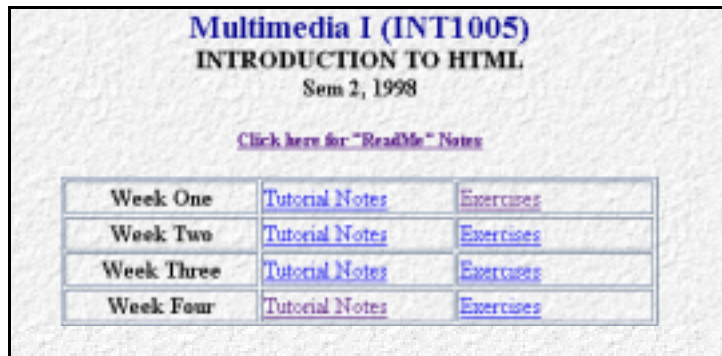 Multimedia I (INT1005)
INTRODUCTION TO HTML
Sem 2, 1998
Click here for "ReadMe" Notes
Week One Tutorial Notes Exercises
Week Two Tutorial Notes Exercises
Week Three Tutorial Notes Exercises
Week Four Tutorial Notes Exercises